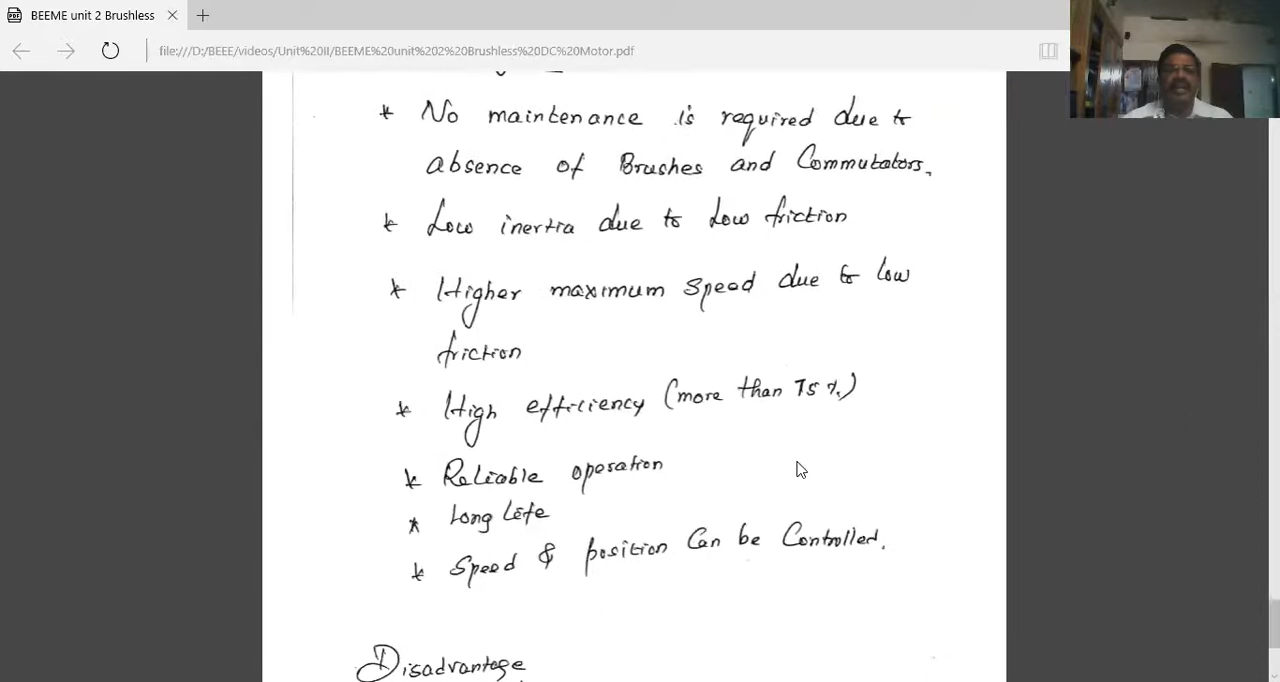 BEEME unit 2 Brushless
file:///D:/BEEE/videos/Unit%20II/BEEME%20unit%202%20Brushless%20DC%20Motor.pdf
* No maintenance is required due to
absence of Brushes and Commutators.
* Low inertia due to Low friction
* Higher maximum speed due to low
friction
* High efficiency (more than 75 %)
* Reliable operation
* Long Life
* Speed & position Can be Controlled.
Disadvantage